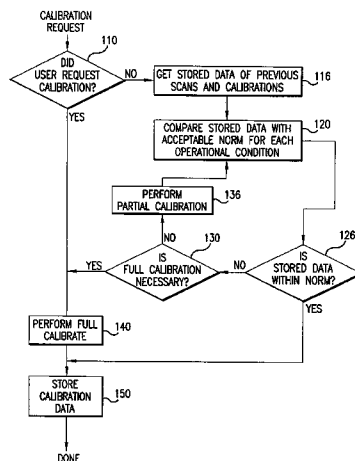 CALIBRATION
REQUEST
110
DID
USER REQUEST
CALIBRATION?
NO
YES
GET STORED DATA OF PREVIOUS
SCANS AND CALIBRATIONS
116
120
COMPARE STORED DATA WITH
ACCEPTABLE NORM FOR EACH
OPERATIONAL CONDITION
PERFORM
PARTIAL CALIBRATION
136
NO
130
IS
FULL CALIBRATION
NECESSARY?
YES
NO
126
IS
STORED DATA
WITHIN NORM?
YES
PERFORM FULL
CALIBRATE
140
STORE
CALIBRATION
DATA
150
DONE